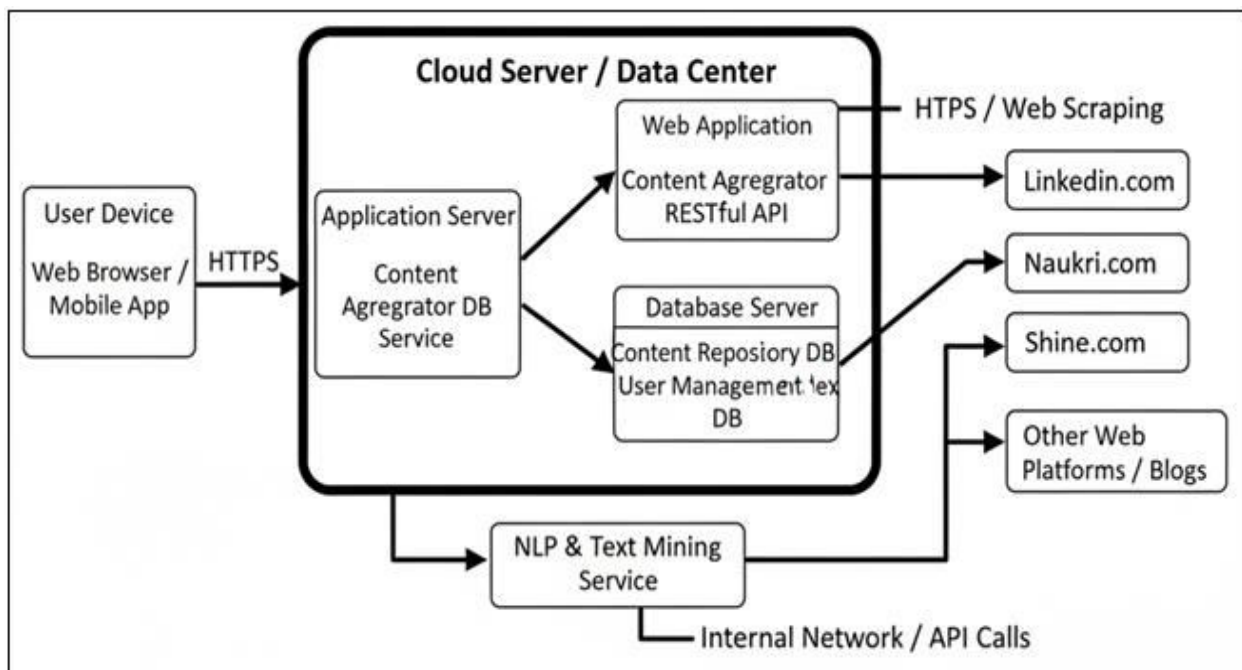 Cloud Server / Data Center
Web Application
Content Agregrator
RESTful API
HTPS / Web Scraping
Linkedin.com
User Device
Web Browser /
Mobile App
HTTPS
Application Server
Content
Agregrator DB
Service
Naukri.com
Database Server
Content Repository DB
User Management
DB
Shine.com
Other Web
Platforms / Blogs
NLP & Text Mining
Service
Internal Network / API Calls